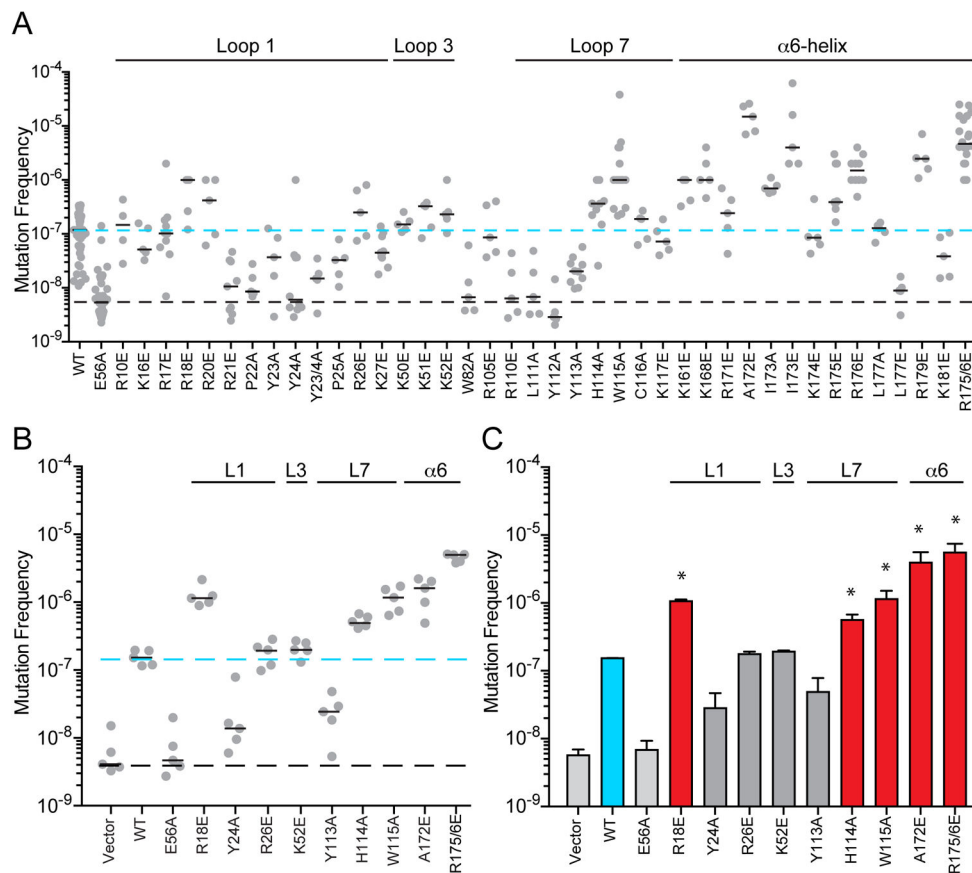 A
Loop 1 Loop 3 Loop 7 α6-helix
Mutation Frequency
10⁻⁴
10⁻⁵
10⁻⁶
10⁻⁷
10⁻⁸
10⁻⁹
WT E56A R10E K16E R17E R18E R20E R21E P22A Y23A Y24A Y23/4A P25A R26E K27E K50E K51E K52E W82A R105E R110E L111A Y112A Y113A H114A W115A C116A K117E K161E K168E R171E A172E I173A I173E K174E R175E R176E L177A L177E R179E K181E R175/6E
B
L1 L3 L7 α6
Mutation Frequency
10⁻⁴
10⁻⁵
10⁻⁶
10⁻⁷
10⁻⁸
10⁻⁹
Vector WT E56A R18E Y24A R26E K52E Y113A H114A W115A A172E R175/6E
C
L1 L3 L7 α6
Mutation Frequency
10⁻⁴
10⁻⁵
10⁻⁶
10⁻⁷
10⁻⁸
10⁻⁹
* * * * *
Vector WT E56A R18E Y24A R26E K52E Y113A H114A W115A A172E R175/6E